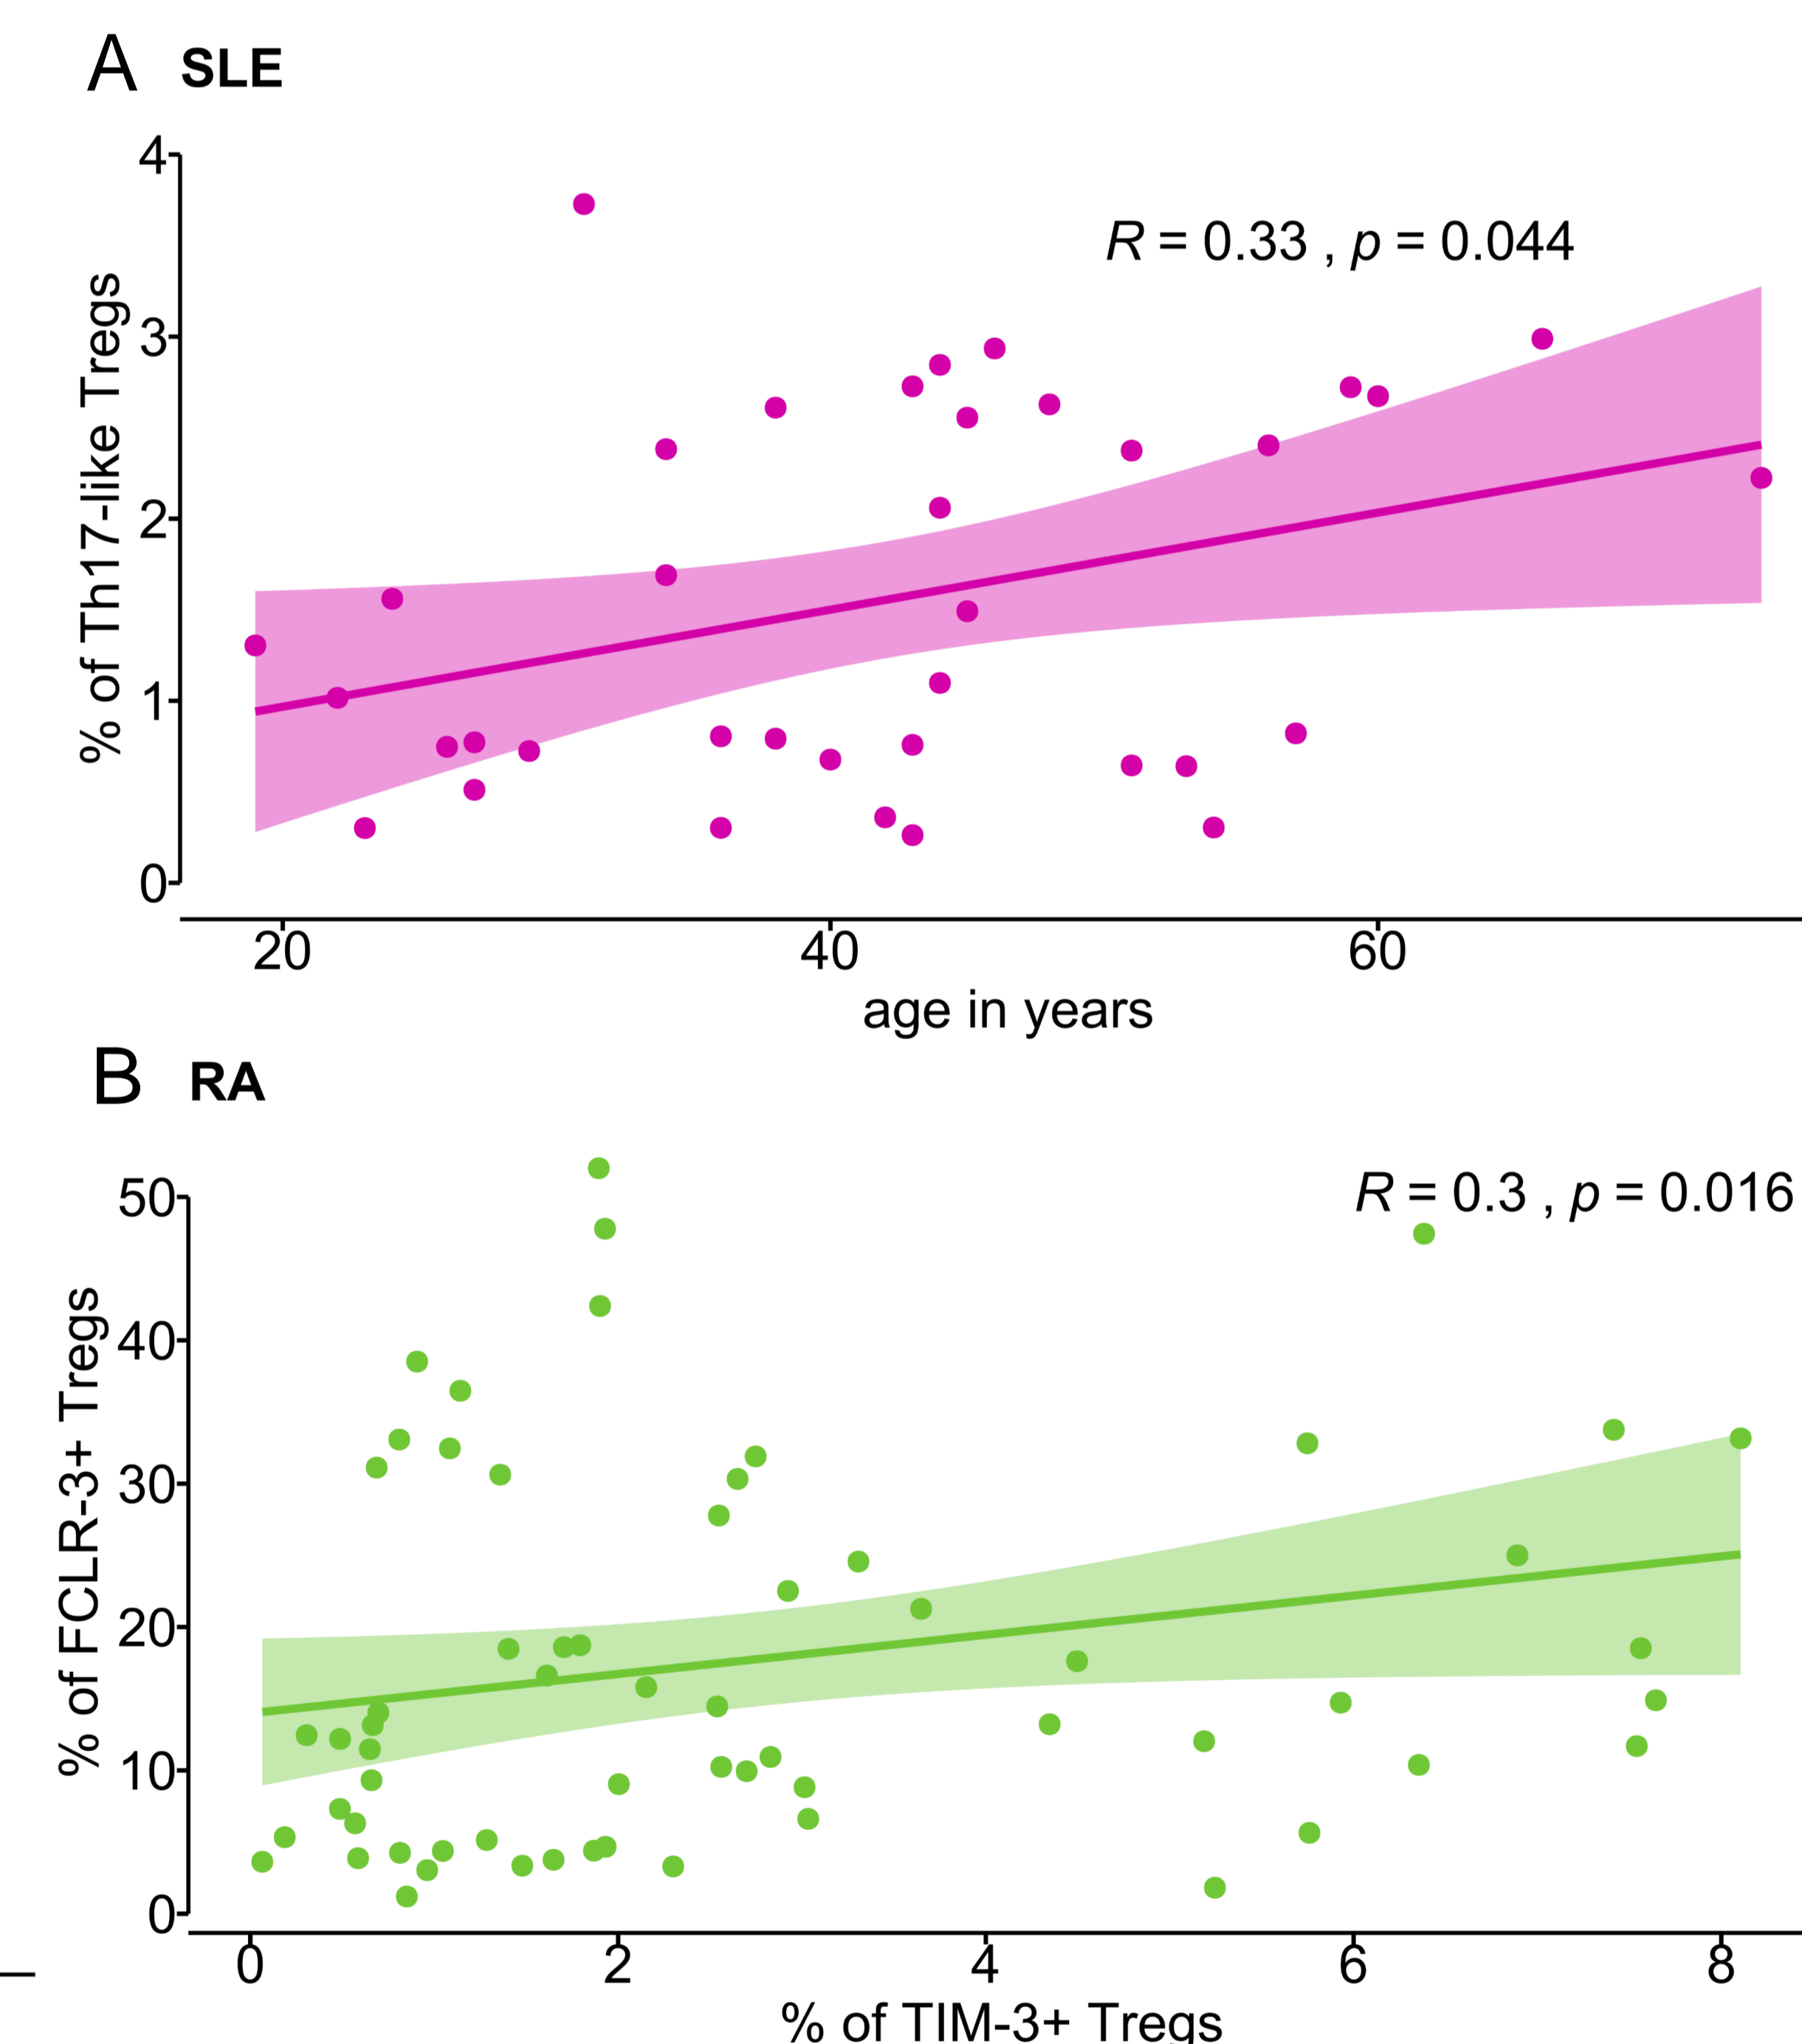 A SLE
R = 0.33 , p = 0.044
% of Th17-like Tregs
4
3
2
1
0
20 40 60
age in years
B RA
R = 0.3 , p = 0.016
% of FCLR-3+ Tregs
50
40
30
20
10
0
0 2 4 6 8
% of TIM-3+ Tregs